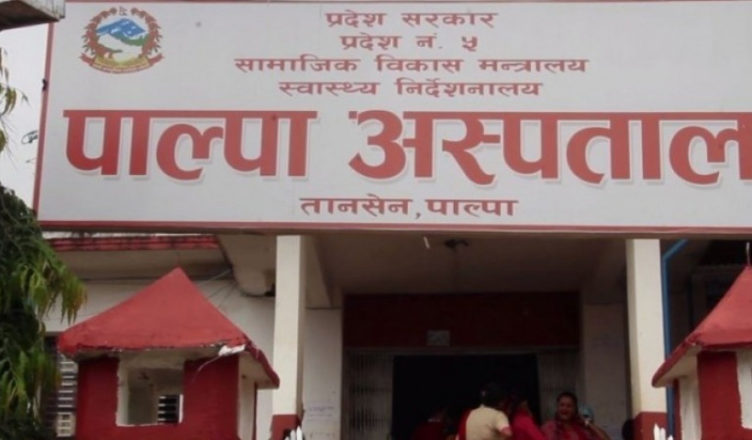 प्रदेश सरकार
प्रदेश नं. ५
सामाजिक विकास मन्त्रालय
स्वास्थ्य निर्देशनालय
पाल्पा अस्पताल
तानसेन, पाल्पा